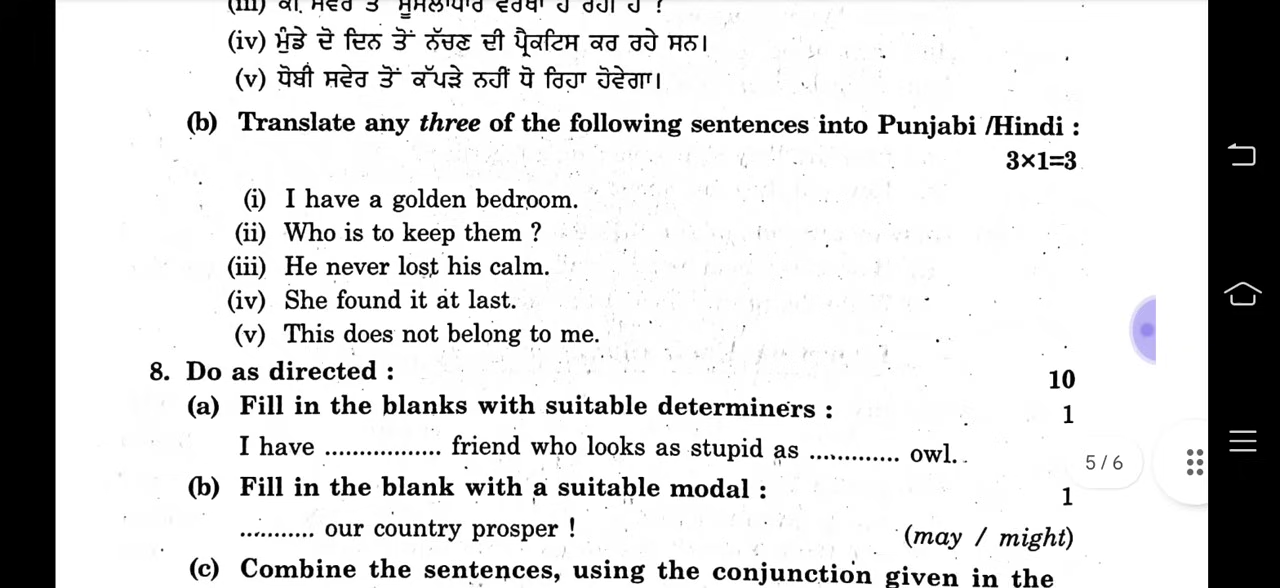 (iv) ਮੁੰਡੇ ਦੋ ਦਿਨ ਤੋਂ ਨੱਚਣ ਦੀ ਪ੍ਰੈਕਟਿਸ ਕਰ ਰਹੇ ਸਨ।
(v) ਧੋਬੀ ਸਵੇਰ ਤੋਂ ਕੱਪੜੇ ਨਹੀਂ ਧੋ ਰਿਹਾ ਹੋਵੇਗਾ।
(b) Translate any three of the following sentences into Punjabi /Hindi :
3×1=3
(i) I have a golden bedroom.
(ii) Who is to keep them ?
(iii) He never lost his calm.
(iv) She found it at last.
(v) This does not belong to me.
8. Do as directed :
10
(a) Fill in the blanks with suitable determiners :
1
I have ................. friend who looks as stupid as ............. owl.
5/6
(b) Fill in the blank with a suitable modal :
1
........... our country prosper !
(may / might)
(c) Combine the sentences, using the conjunction given in the